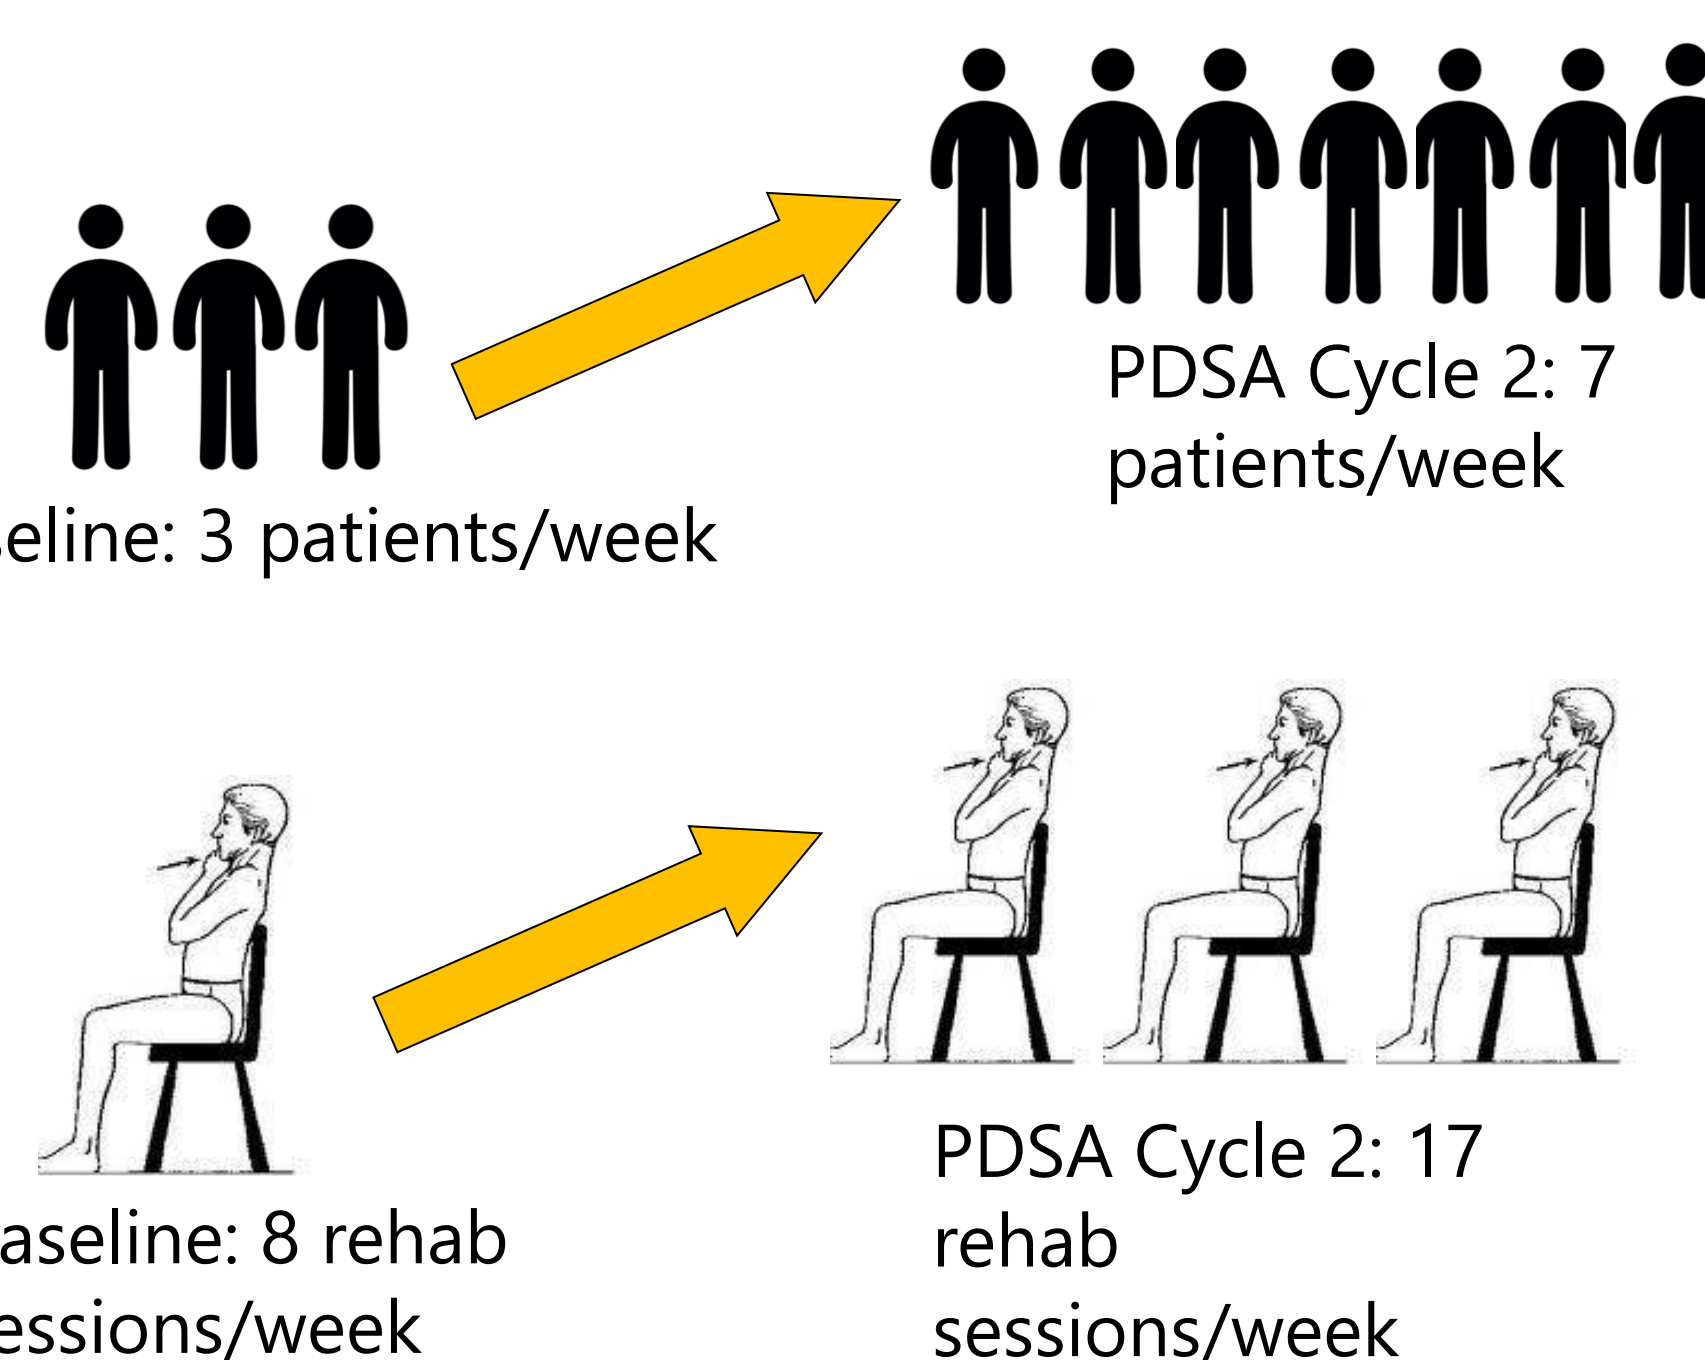 PDSA Cycle 2: 7
patients/week
seline: 3 patients/week
PDSA Cycle 2: 17
rehab
sessions/week
aseline: 8 rehab
essions/week